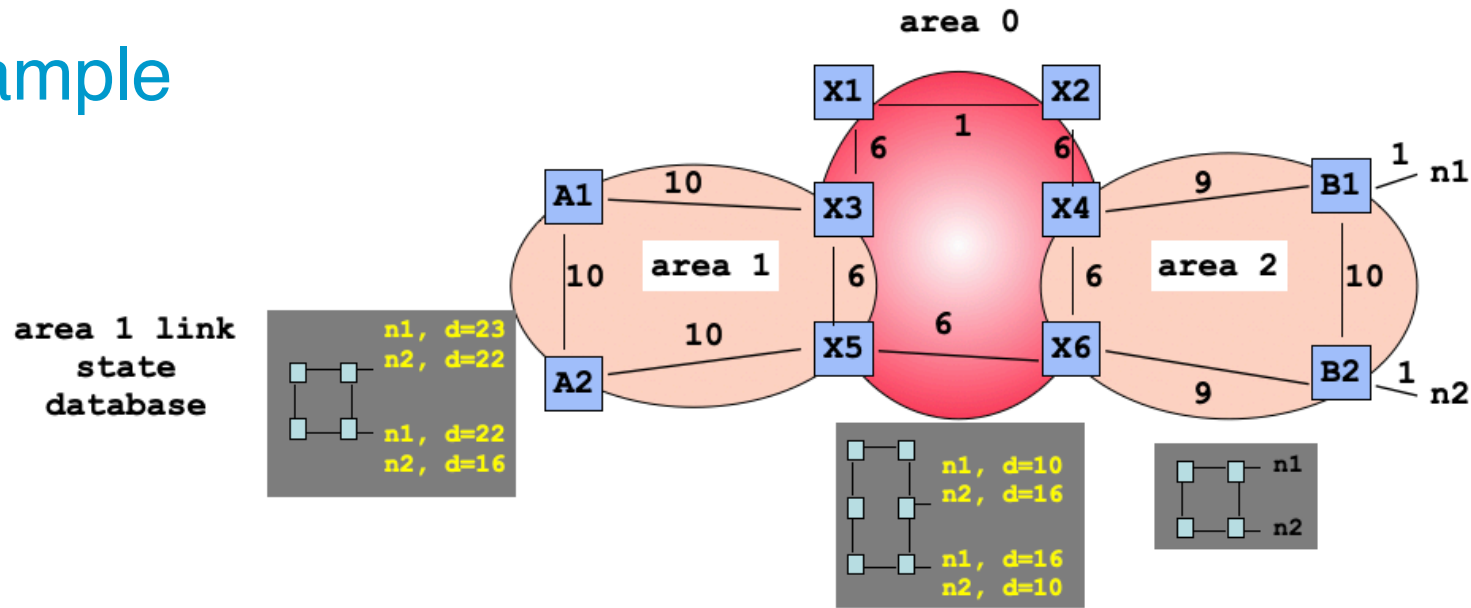 ample
area 0
X1
X2
1
6
6
A1
10
X3
X4
9
B1
1
n1
10
area 1
6
6
area 2
10
area 1 link
state
database
n1, d=23
n2, d=22
n1, d=22
n2, d=16
A2
10
X5
6
X6
9
B2
1
n2
n1, d=10
n2, d=16
n1, d=16
n2, d=10
n1
n2